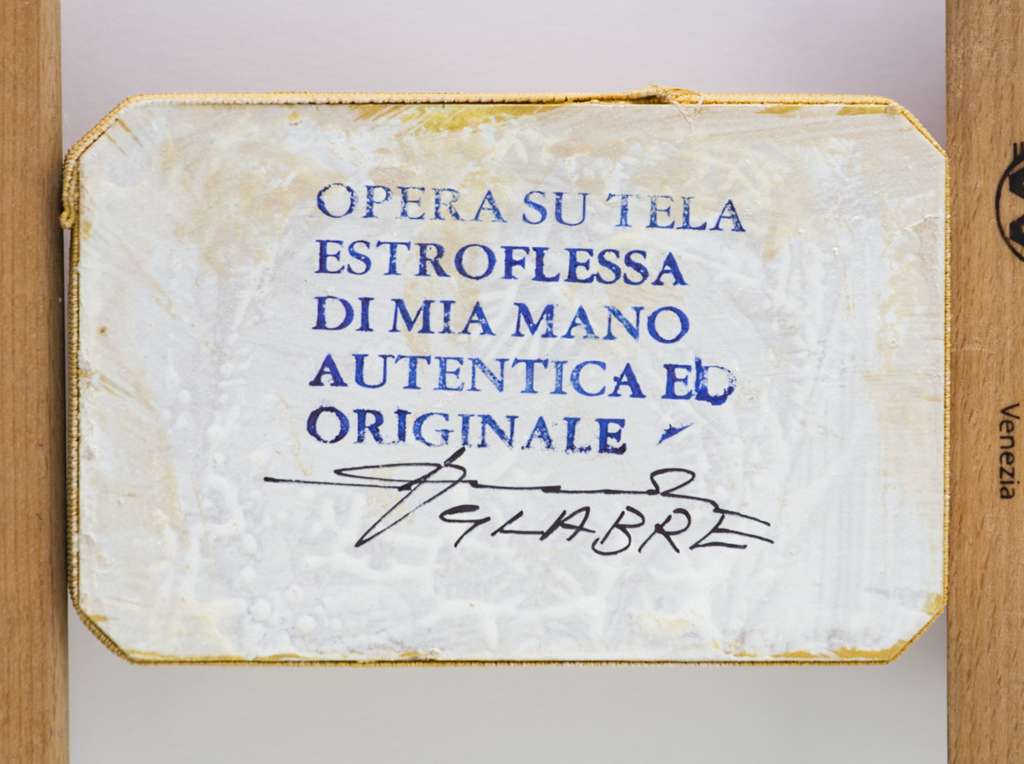 OPERA SU TELA
ESTROFLESSA
DI MIA MANO
AUTENTICA ED
ORIGINALE
GLABRE
Venezia